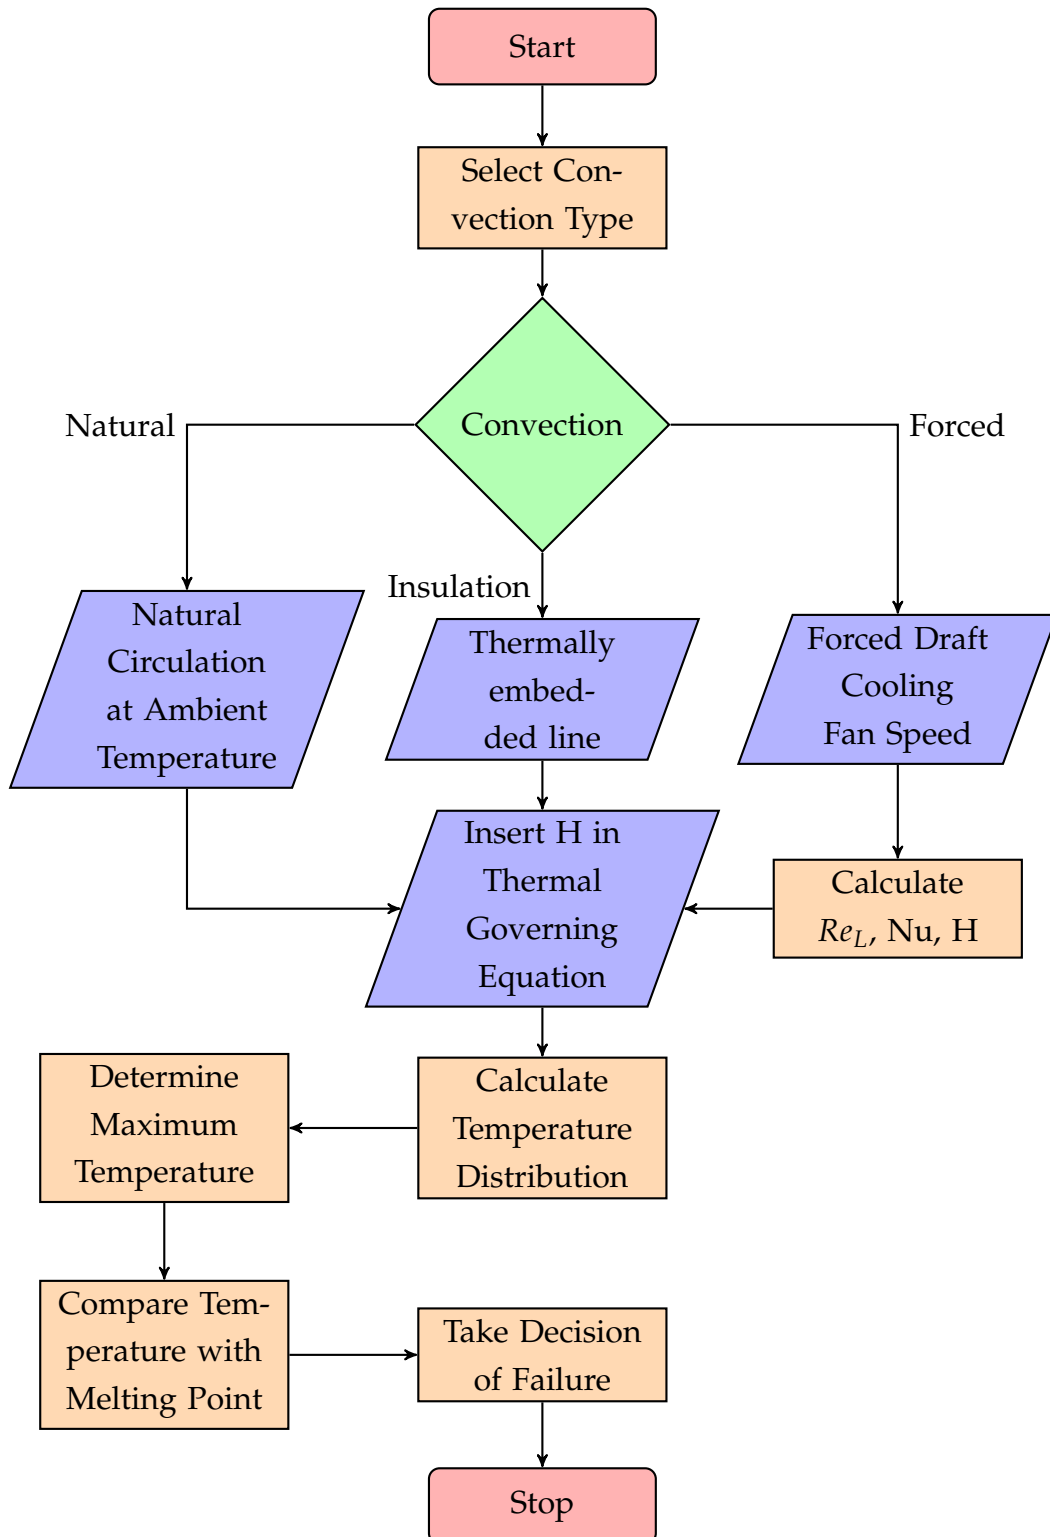 Start
Select Con-
vection Type
Convection
Natural
Forced
Insulation
Natural
Circulation
at Ambient
Temperature
Thermally
embed-
ded line
Forced Draft
Cooling
Fan Speed
Insert H in
Thermal
Governing
Equation
Calculate
Re_L, Nu, H
Calculate
Temperature
Distribution
Determine
Maximum
Temperature
Compare Tem-
perature with
Melting Point
Take Decision
of Failure
Stop